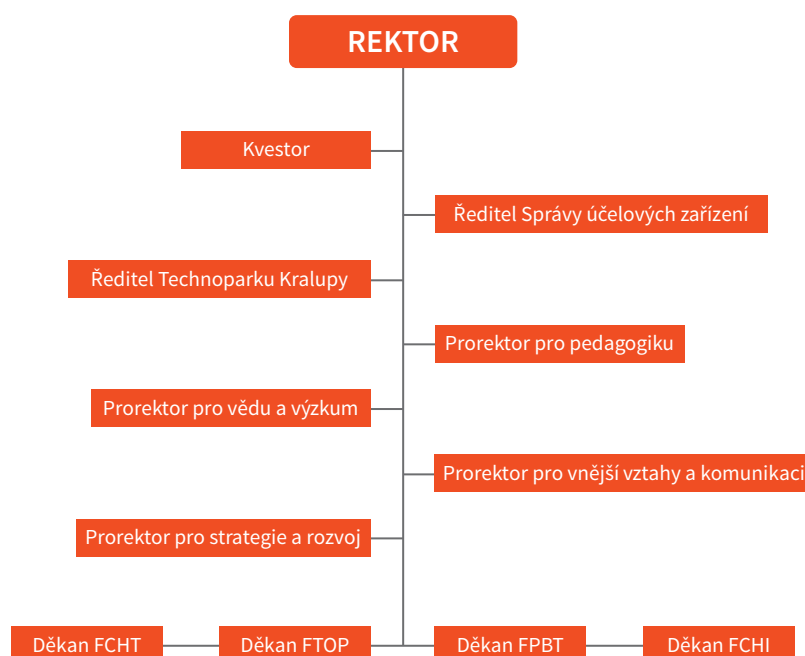 REKTOR
Kvestor
Ředitel Správy účelových zařízení
Ředitel Technoparku Kralupy
Prorektor pro pedagogiku
Prorektor pro vědu a výzkum
Prorektor pro vnější vztahy a komunikaci
Prorektor pro strategie a rozvoj
Děkan FCHT
Děkan FTOP
Děkan FPBT
Děkan FCHI